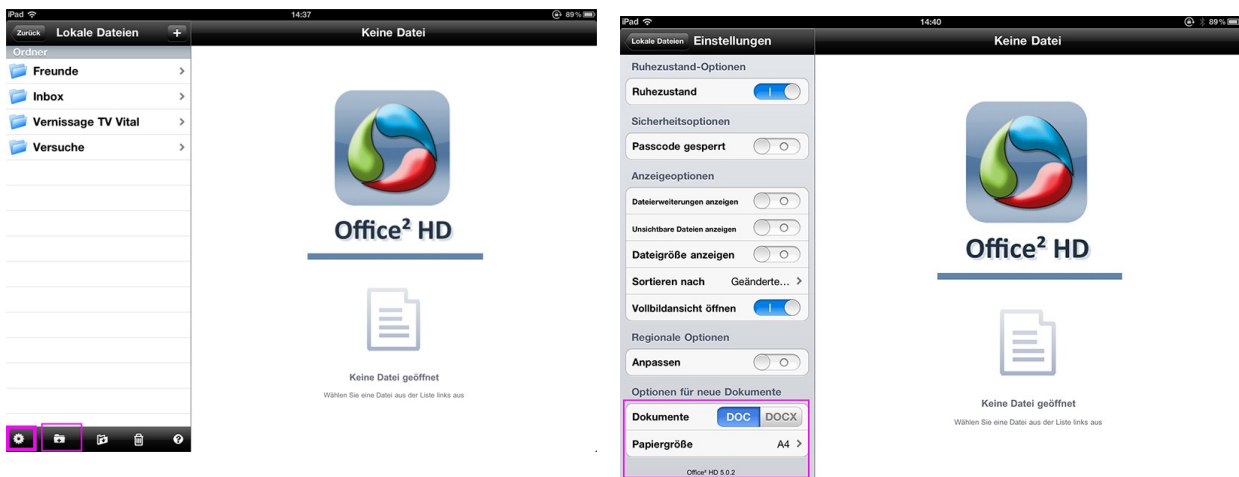 iPad 14:37 89 %
Zurück Lokale Dateien + Keine Datei
Ordner
Freunde
Inbox
Vernissage TV Vital
Versuche
Office² HD
Keine Datei geöffnet
Wählen Sie eine Datei aus der Liste links aus
?
iPad 14:40 89 %
Lokale Dateien Einstellungen Keine Datei
Ruhezustand-Optionen
Ruhezustand
Sicherheitsoptionen
Passcode gesperrt
Anzeigeoptionen
Dateierweiterungen anzeigen
Unsichtbare Dateien anzeigen
Dateigröße anzeigen
Sortieren nach Geänderte...
Vollbildansicht öffnen
Regionale Optionen
Anpassen
Optionen für neue Dokumente
Dokumente DOC DOCX
Papiergröße A4
Office² HD 5.0.2
Office² HD
Keine Datei geöffnet
Wählen Sie eine Datei aus der Liste links aus